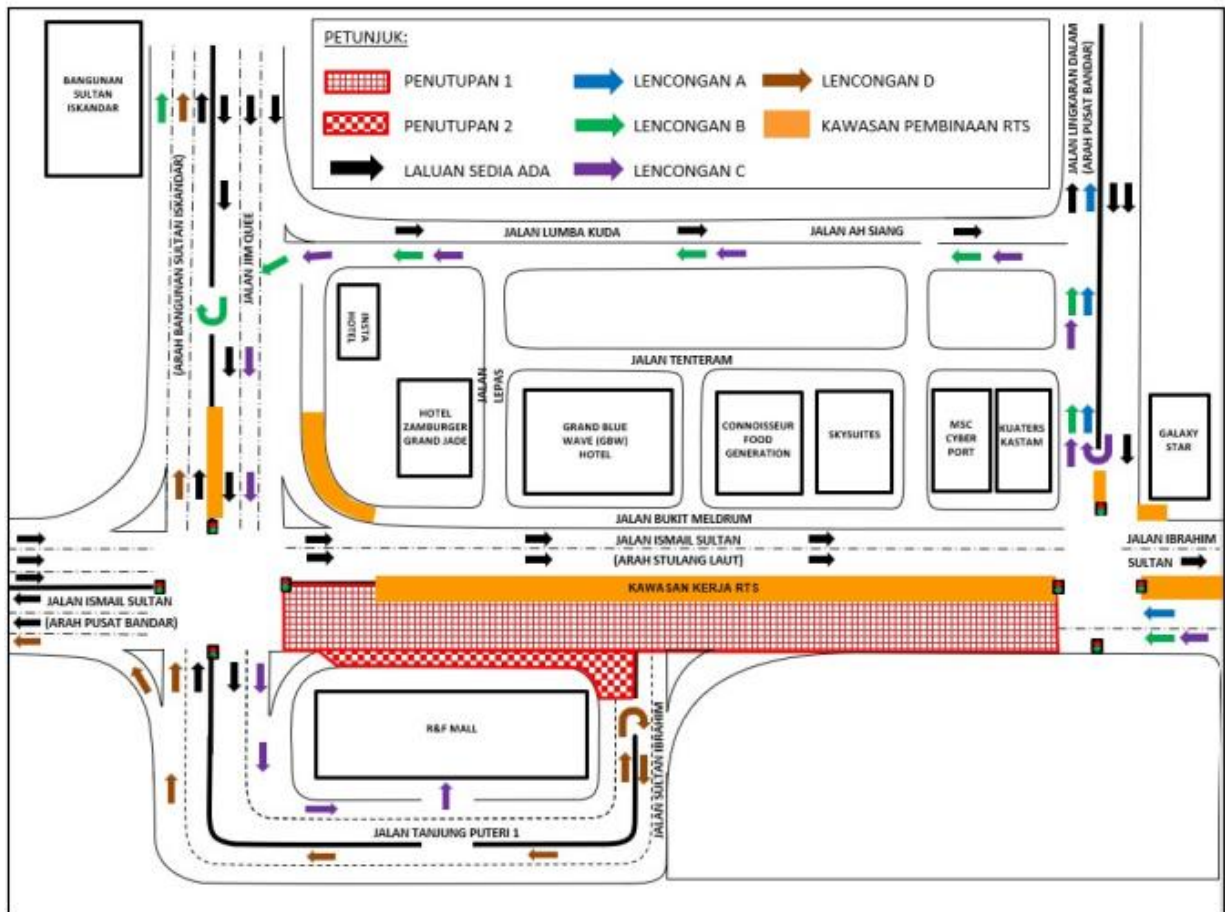 BANGUNAN
SULTAN
ISKANDAR
PETUNJUK:
PENUTUPAN 1
LENCONGAN A
LENCONGAN D
PENUTUPAN 2
LENCONGAN B
KAWASAN PEMBINAAN RTS
LALUAN SEDIA ADA
LENCONGAN C
JALAN LINGKARAN DALAM
(ARAH PUSAT BANDAR)
(ARAH BANGUNAN SULTAN ISKANDAR)
JALAN JIM QUEE
JALAN LUMBA KUDA
JALAN AH SIANG
INSTA
HOTEL
JALAN TENTERAM
JALAN
LEPAS
HOTEL
ZAMBURGER
GRAND JADE
GRAND BLUE
WAVE (GBW)
HOTEL
CONNOISSEUR
FOOD
GENERATION
SKYSUITES
MSC
CYBER
PORT
KUATERS
KASTAM
GALAXY
STAR
JALAN BUKIT MELDRUM
JALAN ISMAIL SULTAN
(ARAH STULANG LAUT)
JALAN IBRAHIM
SULTAN
KAWASAN KERJA RTS
JALAN ISMAIL SULTAN
(ARAH PUSAT BANDAR)
R&F MALL
JALAN SULTAN IBRAHIM
JALAN TANJUNG PUTERI 1